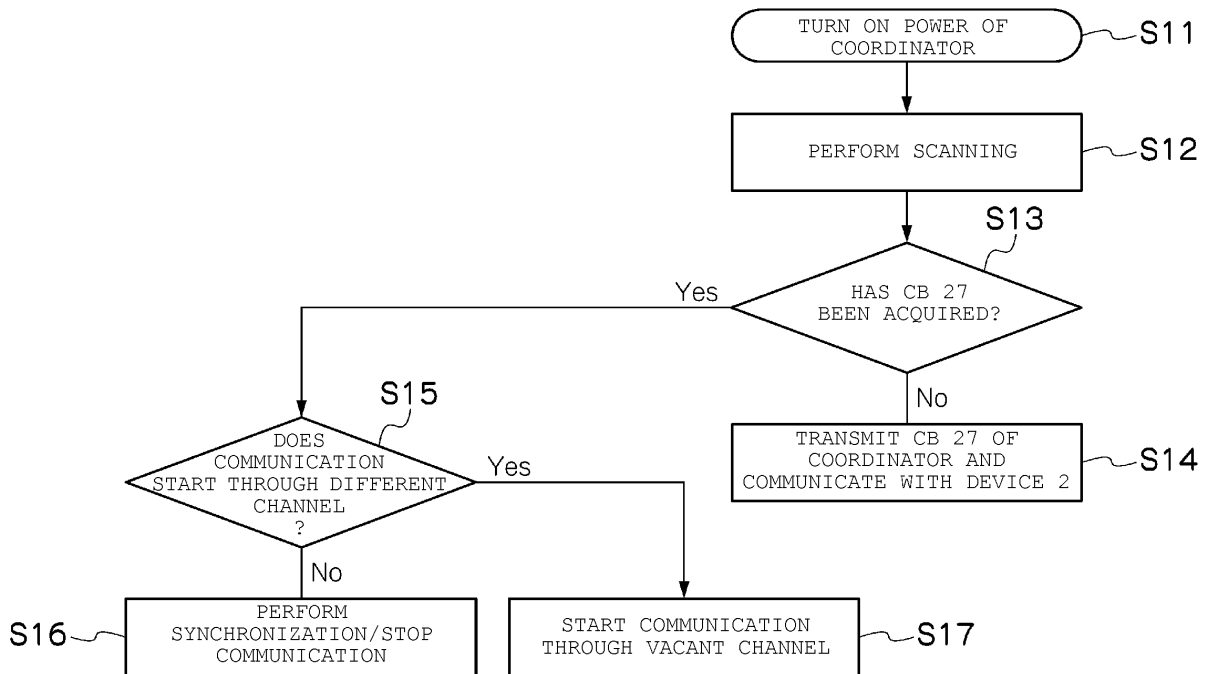 TURN ON POWER OF
COORDINATOR
S11
PERFORM SCANNING
S12
S13
HAS CB 27
BEEN ACQUIRED?
Yes
No
TRANSMIT CB 27 OF
COORDINATOR AND
COMMUNICATE WITH DEVICE 2
S14
S15
DOES
COMMUNICATION
START THROUGH DIFFERENT
CHANNEL
?
Yes
No
S16
PERFORM
SYNCHRONIZATION/STOP
COMMUNICATION
START COMMUNICATION
THROUGH VACANT CHANNEL
S17